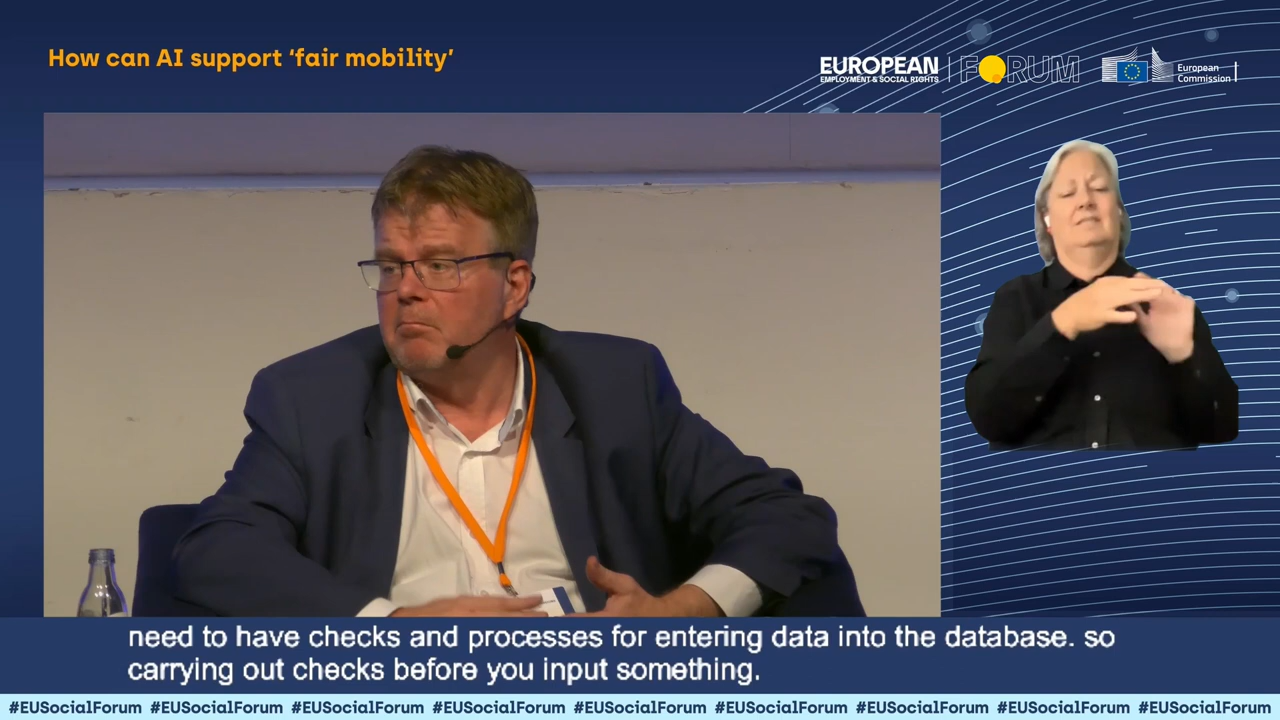 How can AI support ‘fair mobility’
EUROPEAN
EMPLOYMENT & SOCIAL RIGHTS
FORUM
European
Commission
need to have checks and processes for entering data into the database. so
carrying out checks before you input something.
#EUSocialForum #EUSocialForum #EUSocialForum #EUSocialForum #EUSocialForum #EUSocialForum #EUSocialForum #EUSocialForum #EUSocialForum